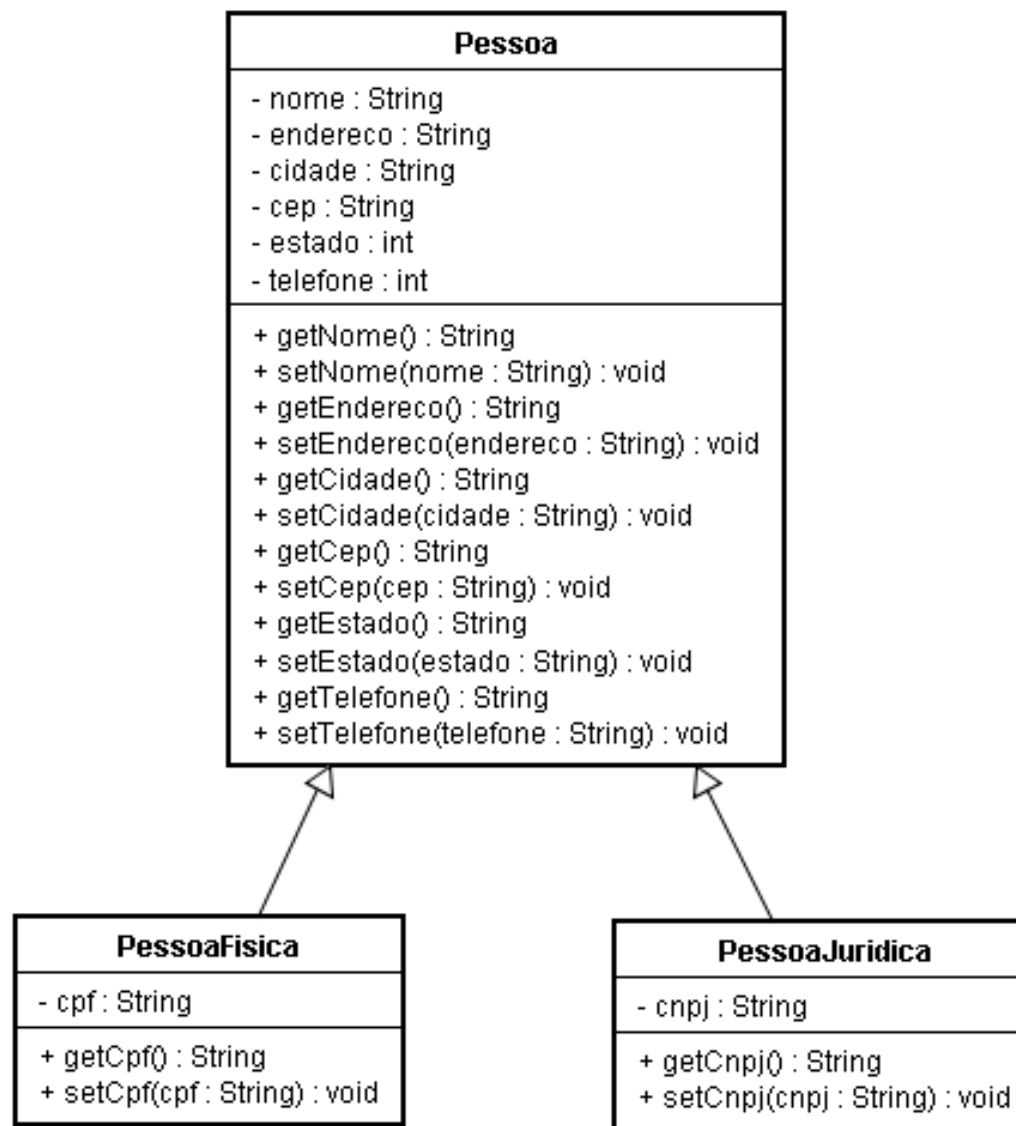 Pessoa
- nome : String
- endereco : String
- cidade : String
- cep : String
- estado : int
- telefone : int
+ getNome() : String
+ setNome(nome : String) : void
+ getEndereco() : String
+ setEndereco(endereco : String) : void
+ getCidade() : String
+ setCidade(cidade : String) : void
+ getCep() : String
+ setCep(cep : String) : void
+ getEstado() : String
+ setEstado(estado : String) : void
+ getTelefone() : String
+ setTelefone(telefone : String) : void
PessoaFisica
- cpf : String
+ getCpf() : String
+ setCpf(cpf : String) : void
PessoaJuridica
- cnpj : String
+ getCnpj() : String
+ setCnpj(cnpj : String) : void